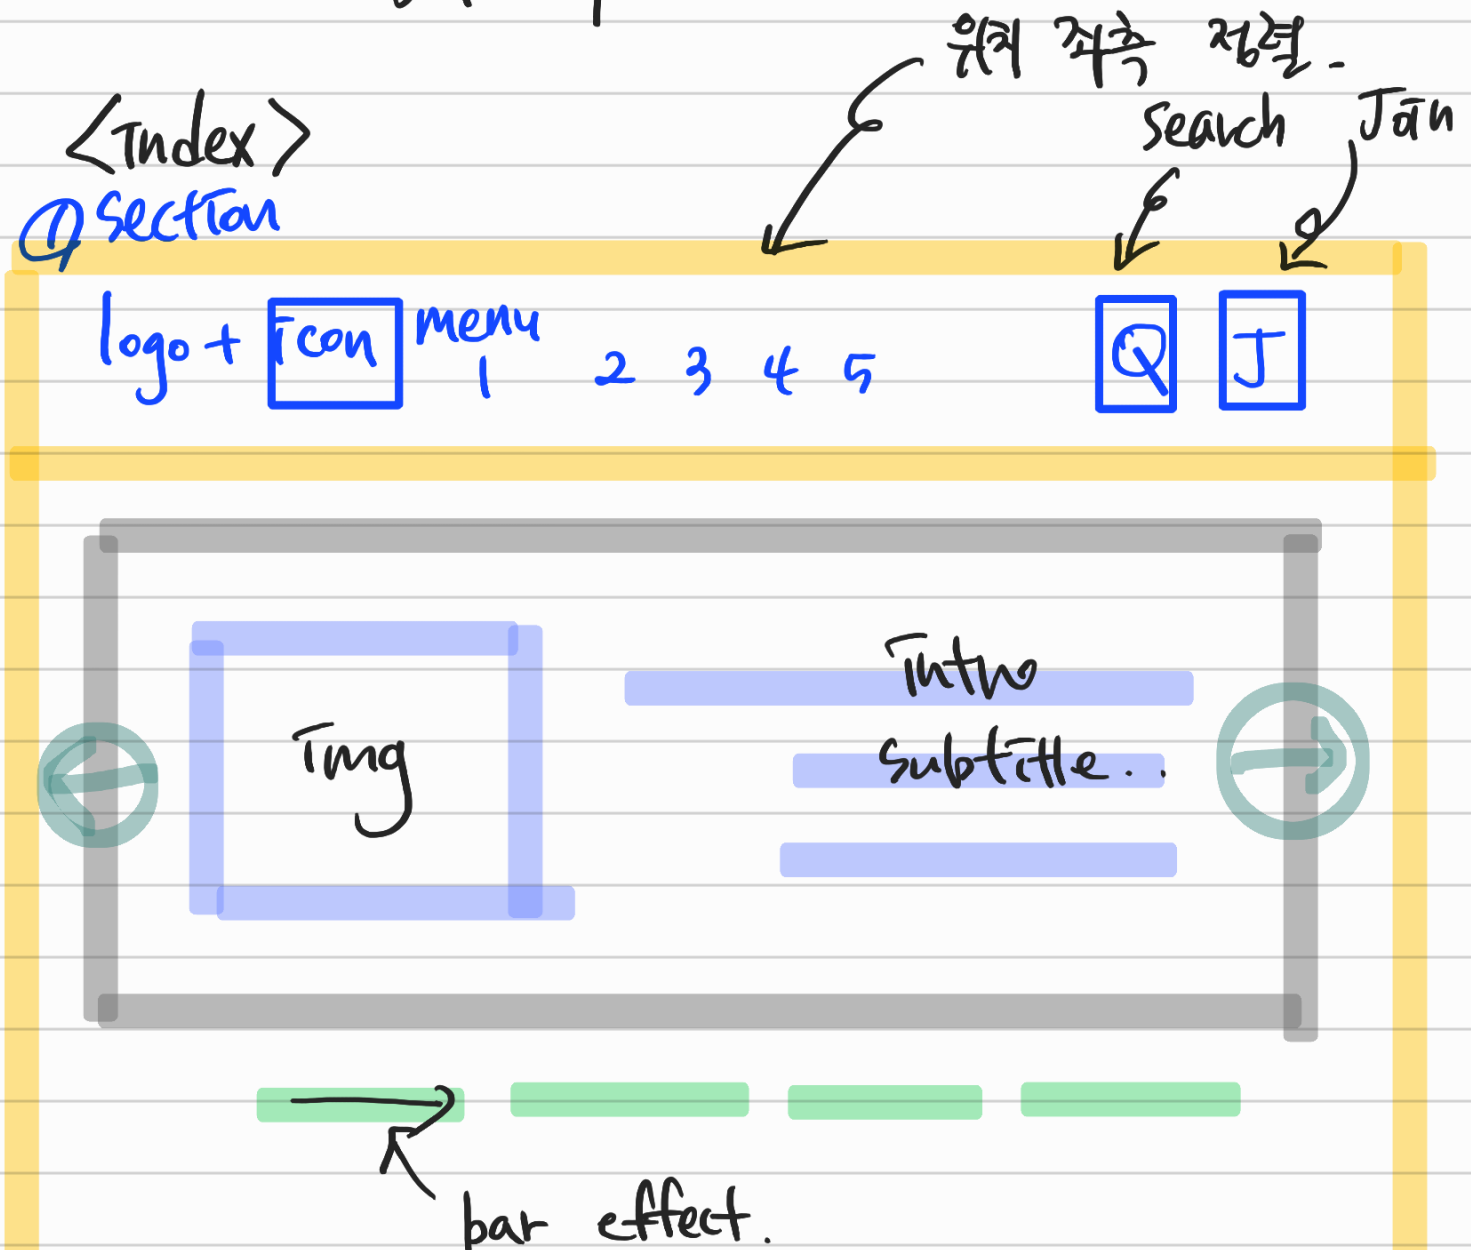 위치 좌측 정렬.
<Index>
search
Join
① section
logo + icon menu
1 2 3 4 5
Q J
img
Intro
subtitle..
bar effect.